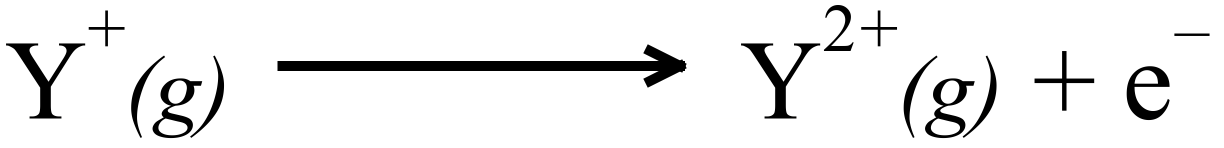 Y⁺(g) ⟶ Y²⁺(g) + e⁻